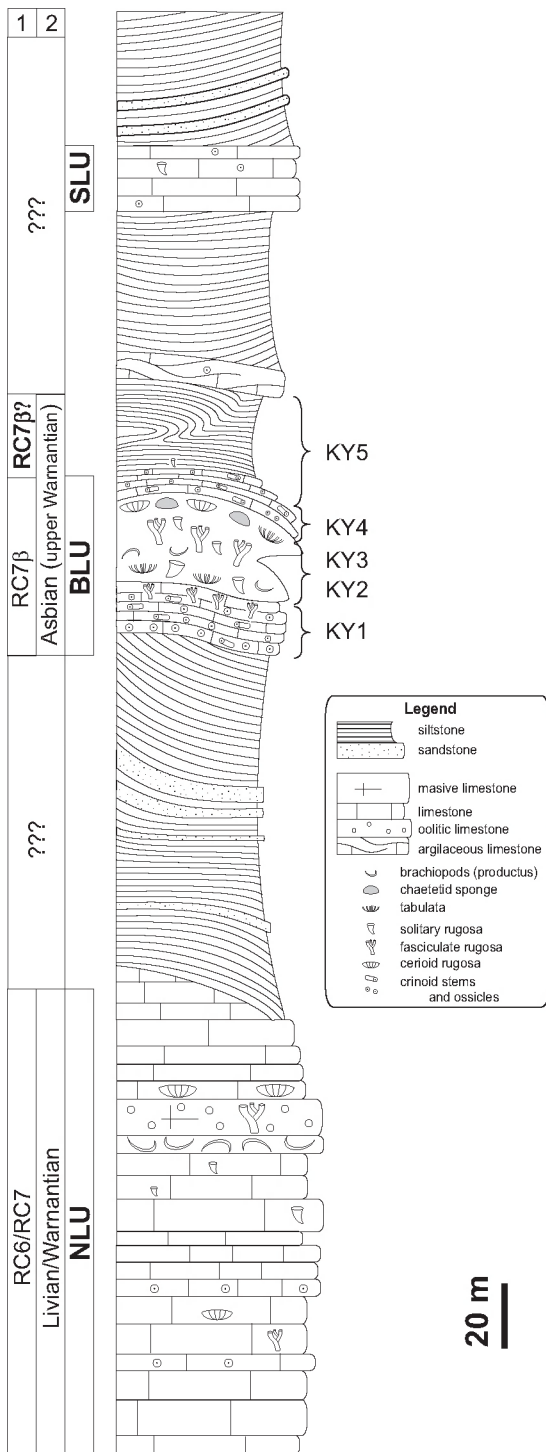 1
2
???
SLU
RC7β?
RC7β
Asbian (upper Warnantian)
BLU
KY5
KY4
KY3
KY2
KY1
???
RC6/RC7
Livian/Warnantian
NLU
Legend
siltstone
sandstone
masive limestone
limestone
oolitic limestone
argilaceous limestone
brachiopods (productus)
chaetetid sponge
tabulata
solitary rugosa
fasciculate rugosa
cerioid rugosa
crinoid stems
and ossicles
20 m